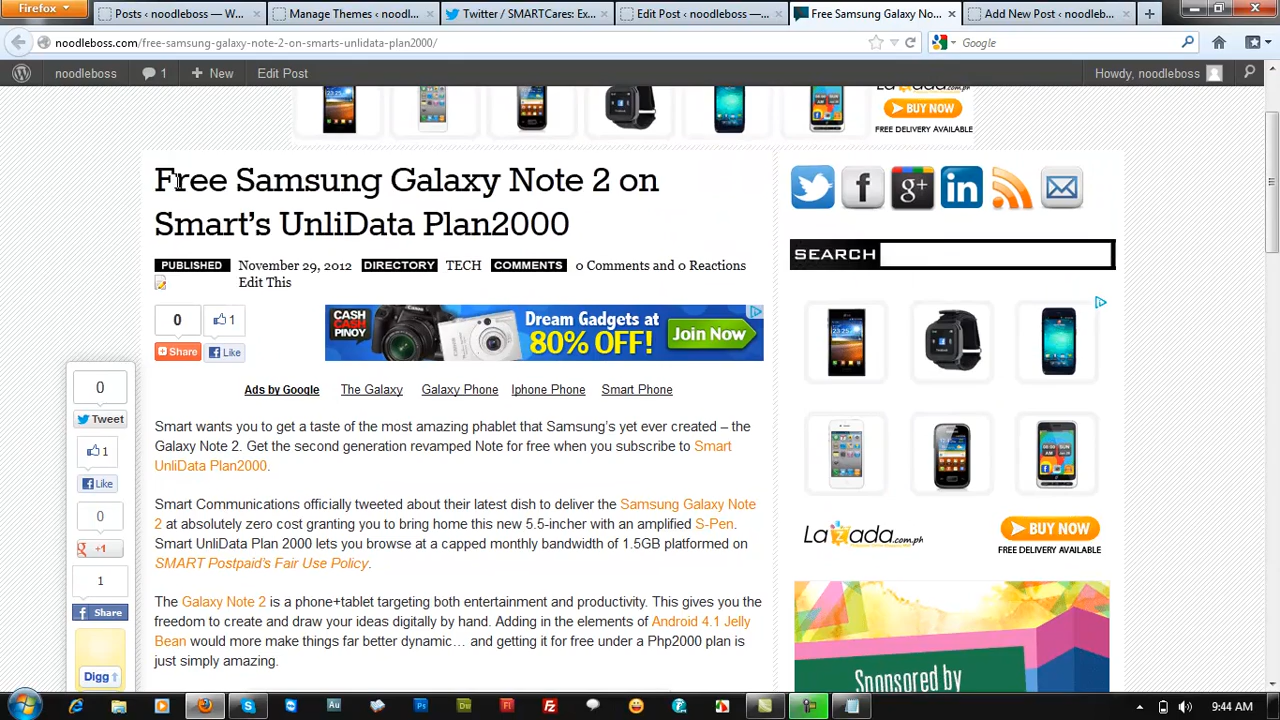 Firefox
Posts ‹ noodleboss — W...
Manage Themes ‹ noodl...
Twitter / SMARTCares: Ex...
Edit Post ‹ noodleboss —...
Free Samsung Galaxy No...
Add New Post ‹ noodleb...
noodleboss.com/free-samsung-galaxy-note-2-on-smarts-unlidata-plan2000/
Google
noodleboss
1
+ New
Edit Post
Howdy, noodleboss
BUY NOW
FREE DELIVERY AVAILABLE
Free Samsung Galaxy Note 2 on
Smart's UnliData Plan2000
PUBLISHED November 29, 2012 DIRECTORY TECH COMMENTS 0 Comments and 0 Reactions
Edit This
0
1
Share
Like
CASH CASH PINOY
Dream Gadgets at
80% OFF!
Join Now
Ads by Google The Galaxy Galaxy Phone Iphone Phone Smart Phone
Smart wants you to get a taste of the most amazing phablet that Samsung's yet ever created – the
Galaxy Note 2. Get the second generation revamped Note for free when you subscribe to Smart
UnliData Plan2000.
Smart Communications officially tweeted about their latest dish to deliver the Samsung Galaxy Note
2 at absolutely zero cost granting you to bring home this new 5.5-incher with an amplified S-Pen.
Smart UnliData Plan 2000 lets you browse at a capped monthly bandwidth of 1.5GB platformed on
SMART Postpaid's Fair Use Policy.
The Galaxy Note 2 is a phone+tablet targeting both entertainment and productivity. This gives you the
freedom to create and draw your ideas digitally by hand. Adding in the elements of Android 4.1 Jelly
Bean would more make things far better dynamic… and getting it for free under a Php2000 plan is
just simply amazing.
0
Tweet
1
Like
0
+1
1
Share
Digg
SEARCH
LaZada.com.ph
BUY NOW
FREE DELIVERY AVAILABLE
Sponsored by
9:44 AM